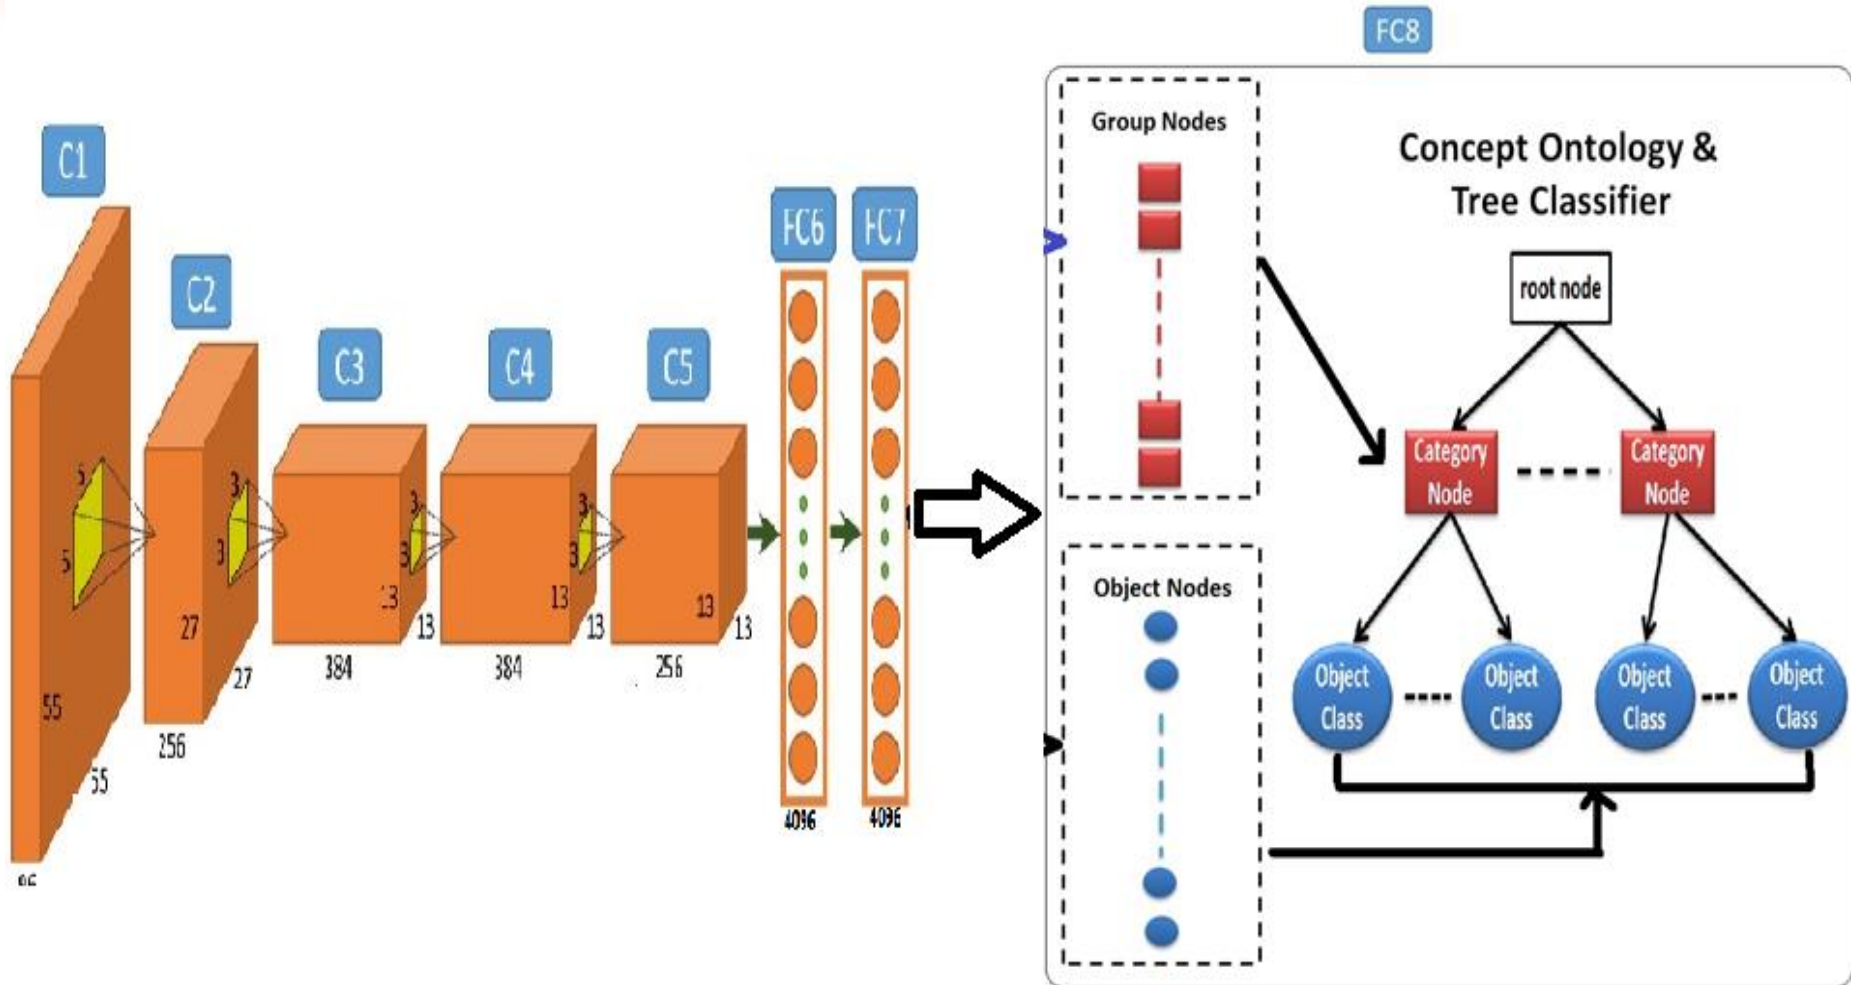 FC8
C1
C2
C3
C4
C5
FC6
FC7
5
5
3
3
3
3
3
3
55
55
27
27
256
13
13
384
13
13
384
13
13
256
4096
4096
Group Nodes
Object Nodes
Concept Ontology &
Tree Classifier
root node
Category
Node
Category
Node
Object
Class
Object
Class
Object
Class
Object
Class